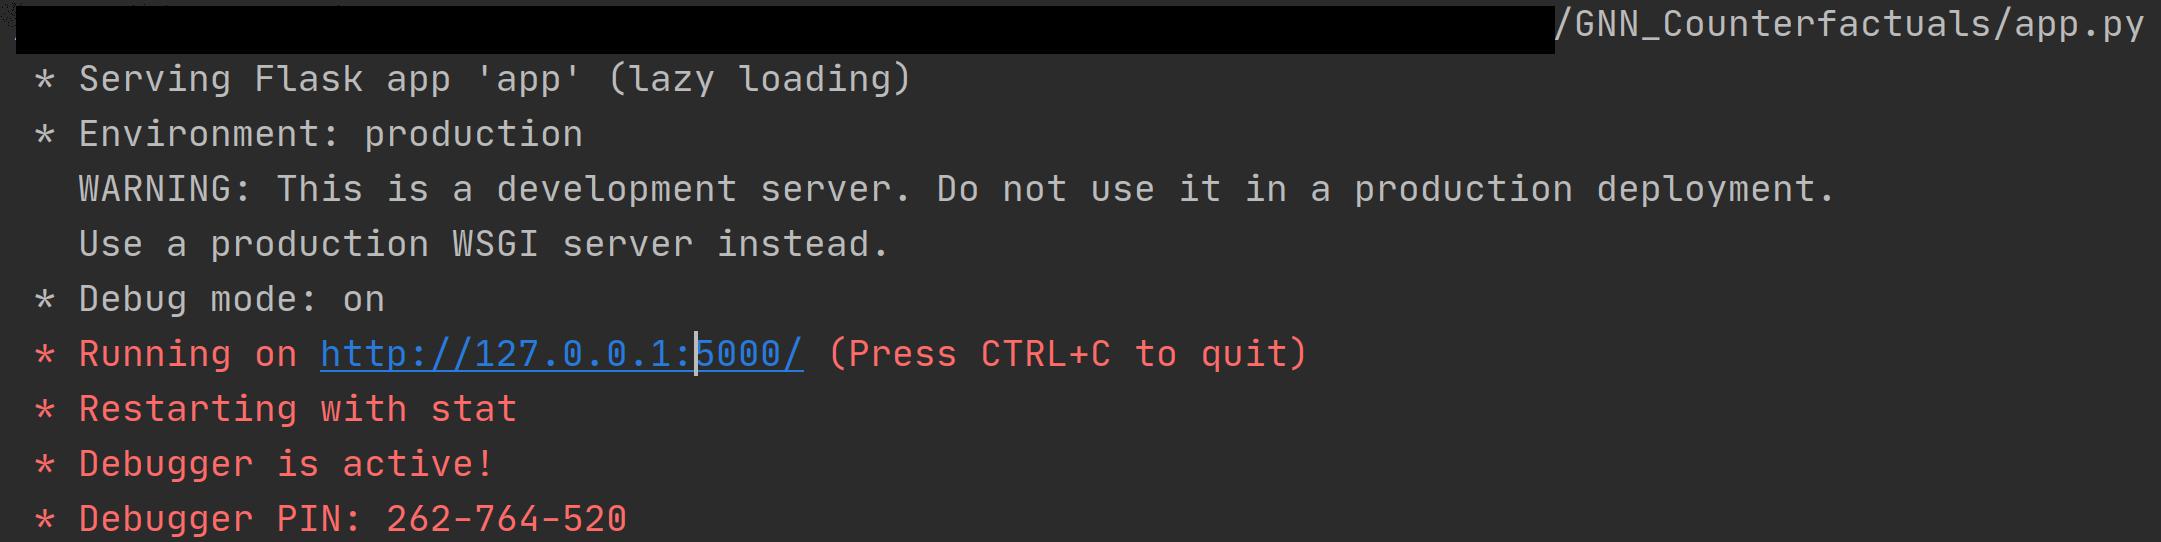 /GNN_Counterfactuals/app.py
* Serving Flask app 'app' (lazy loading)
* Environment: production
WARNING: This is a development server. Do not use it in a production deployment.
Use a production WSGI server instead.
* Debug mode: on
* Running on http://127.0.0.1:5000/ (Press CTRL+C to quit)
* Restarting with stat
* Debugger is active!
* Debugger PIN: 262-764-520